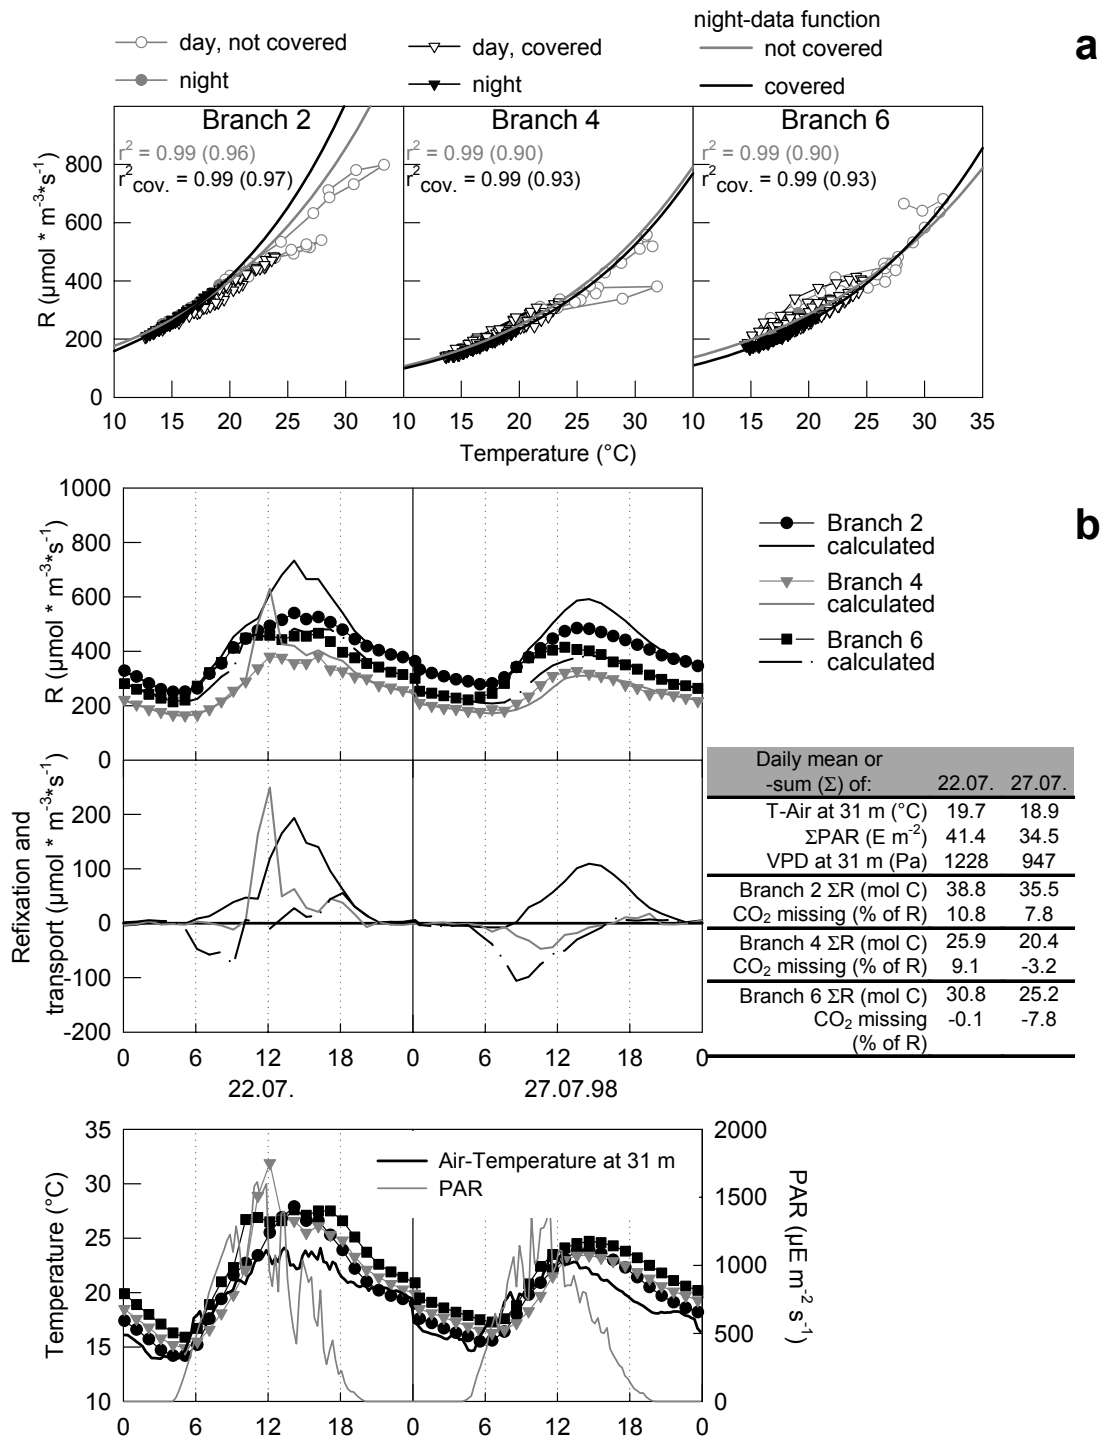 day, not covered
night
day, covered
night
night-data function
not covered
covered
a
Branch 2
Branch 4
Branch 6
r² = 0.99 (0.96)
r²cov. = 0.99 (0.97)
r² = 0.99 (0.90)
r²cov. = 0.99 (0.93)
r² = 0.99 (0.90)
r²cov. = 0.99 (0.93)
R (µmol * m⁻³*s⁻¹)
800
600
400
200
0
10 15 20 25 30 10 15 20 25 30 10 15 20 25 30 35
Temperature (°C)
b
Branch 2
calculated
Branch 4
calculated
Branch 6
calculated
R (µmol * m⁻³*s⁻¹)
1000
800
600
400
200
0
Refixation and
transport (µmol * m⁻³*s⁻¹)
200
100
0
-100
-200
0 6 12 18 0 6 12 18 0
22.07. 27.07.98
Daily mean or
-sum (Σ) of: 22.07. 27.07.
T-Air at 31 m (°C) 19.7 18.9
ΣPAR (E m⁻²) 41.4 34.5
VPD at 31 m (Pa) 1228 947
Branch 2 ΣR (mol C) 38.8 35.5
CO₂ missing (% of R) 10.8 7.8
Branch 4 ΣR (mol C) 25.9 20.4
CO₂ missing (% of R) 9.1 -3.2
Branch 6 ΣR (mol C) 30.8 25.2
CO₂ missing -0.1 -7.8
(% of R)
Air-Temperature at 31 m
PAR
Temperature (°C)
35
30
25
20
15
10
2000
1500
1000
500
0
PAR (µE m⁻² s⁻¹)
0 6 12 18 0 6 12 18 0